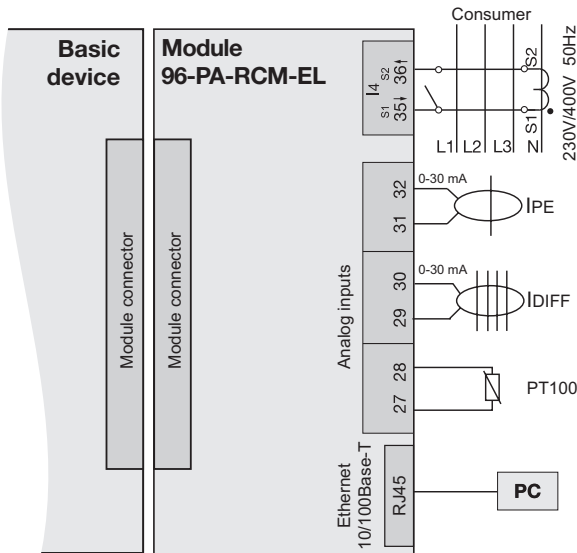 Consumer
Basic device
Module
96-PA-RCM-EL
I4
S2
S1
36
35
S2
S1
L1 L2 L3 N
230V/400V 50Hz
32
31
0-30 mA
IPE
30
29
0-30 mA
IDIFF
Analog inputs
28
27
PT100
Module connector
Module connector
Ethernet
10/100Base-T
RJ45
PC